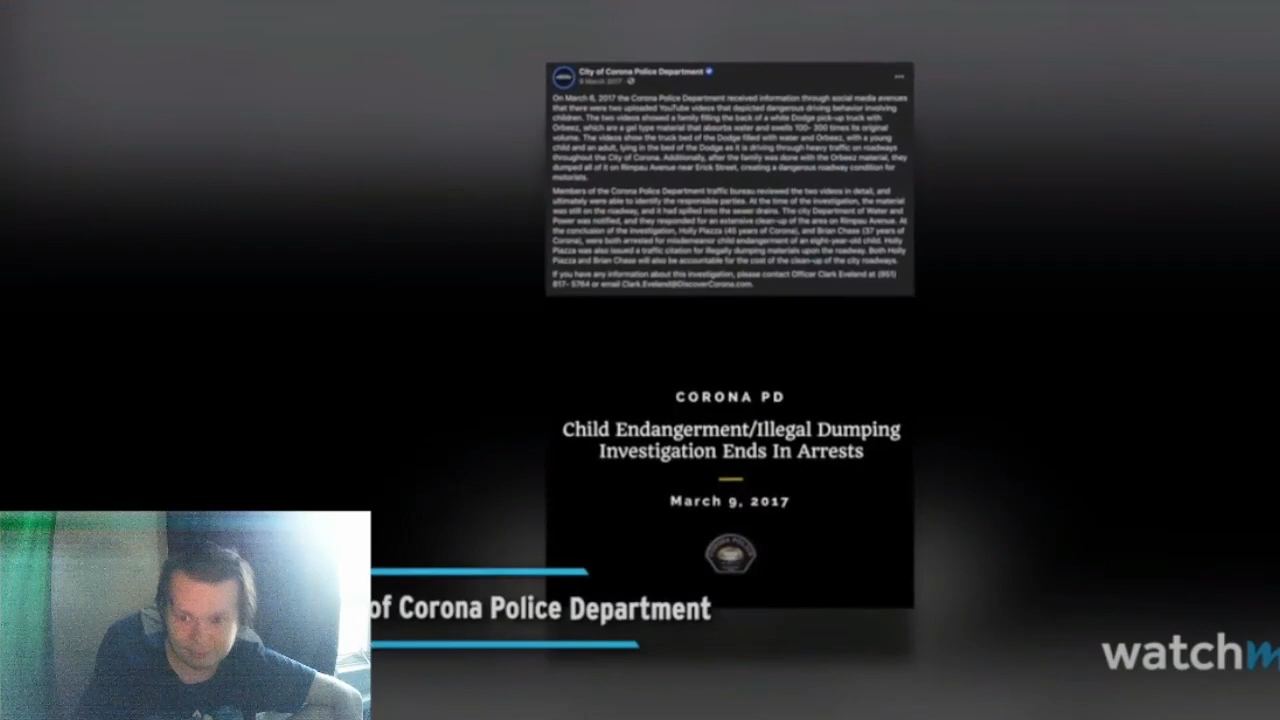 City of Corona Police Department
9 March 2017
On March 6, 2017 the Corona Police Department received information through social media avenues
that there were two uploaded YouTube videos that depicted dangerous driving behavior involving
children. The two videos showed a family filling the back of a white Dodge pick-up truck with
Orbeez, which are a gel type material that absorbs water and swells 100- 300 times its original
volume. The videos show the truck bed of the Dodge filled with water and Orbeez, with a young
child and an adult, lying in the bed of the Dodge as it is driving through heavy traffic on roadways
throughout the City of Corona. Additionally, after the family was done with the Orbeez material, they
dumped all of it on Rimpau Avenue near Erick Street, creating a dangerous roadway condition for
motorists.
Members of the Corona Police Department traffic bureau reviewed the two videos in detail, and
ultimately were able to identify the responsible parties. At the time of the investigation, the material
was still on the roadway, and it had spilled into the sewer drains. The city Department of Water and
Power was notified, and they responded for an extensive clean-up of the area on Rimpau Avenue. At
the conclusion of the investigation, Holly Piazza (45 years of Corona), and Brian Chase (37 years of
Corona), were both arrested for misdemeanor child endangerment of an eight-year-old child. Holly
Piazza was also issued a traffic citation for illegally dumping materials upon the roadway. Both Holly
Piazza and Brian Chase will also be accountable for the cost of the clean-up of the city roadways.
If you have any information about this investigation, please contact Officer Clark Eveland at (951)
817- 5764 or email Clark.Eveland@DiscoverCorona.com.
CORONA PD
Child Endangerment/Illegal Dumping
Investigation Ends In Arrests
March 9, 2017
of Corona Police Department
watchm